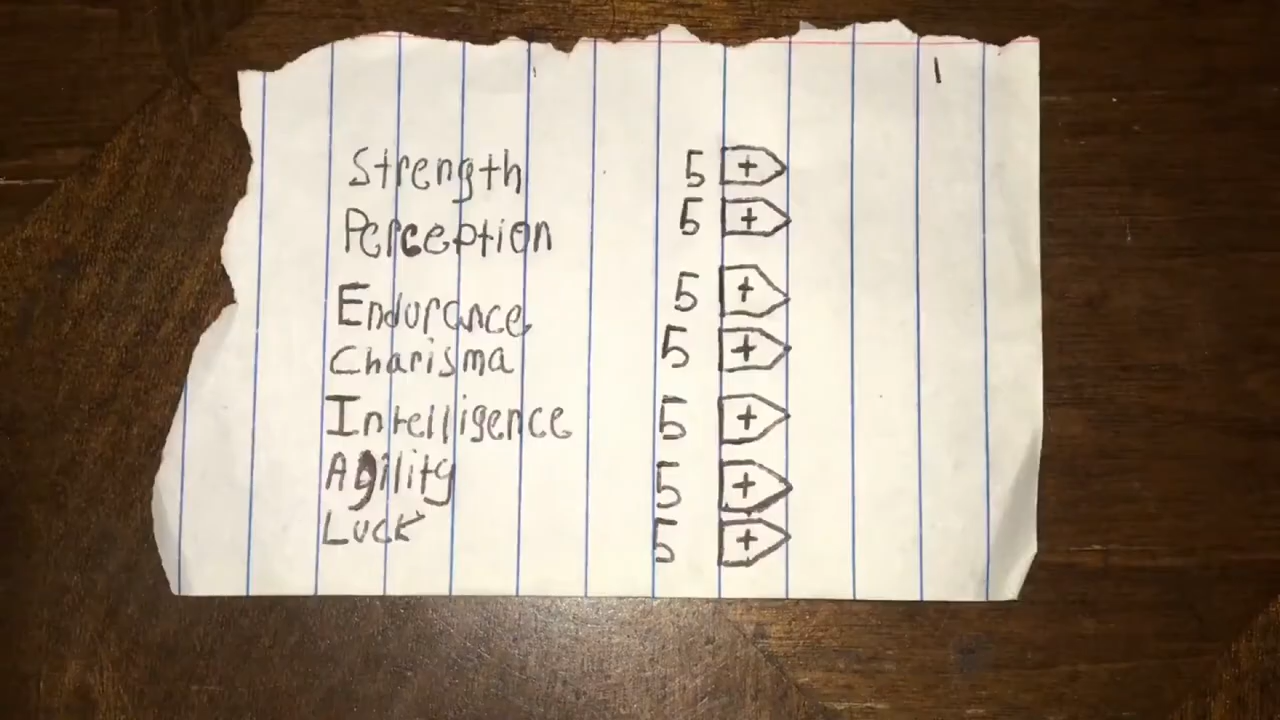 Strength 5 +
Perception 5 +
Endurance 5 +
Charisma 5 +
Intelligence 5 +
Agility 5 +
Luck 5 +